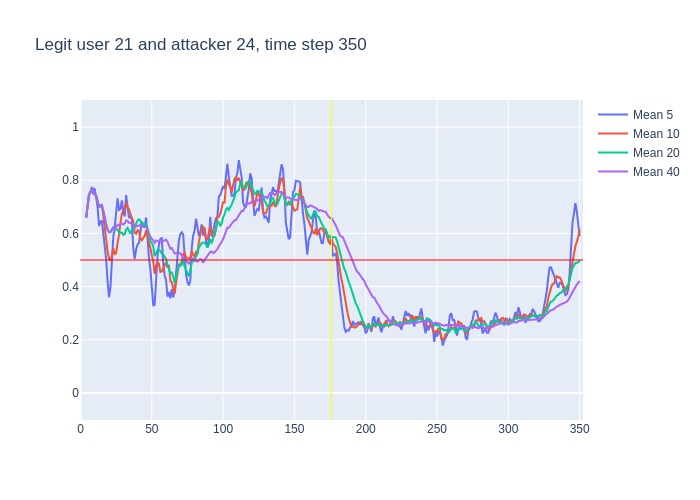 Legit user 21 and attacker 24, time step 350
Mean 5
Mean 10
Mean 20
Mean 40
1
0.8
0.6
0.4
0.2
0
0 50 100 150 200 250 300 350